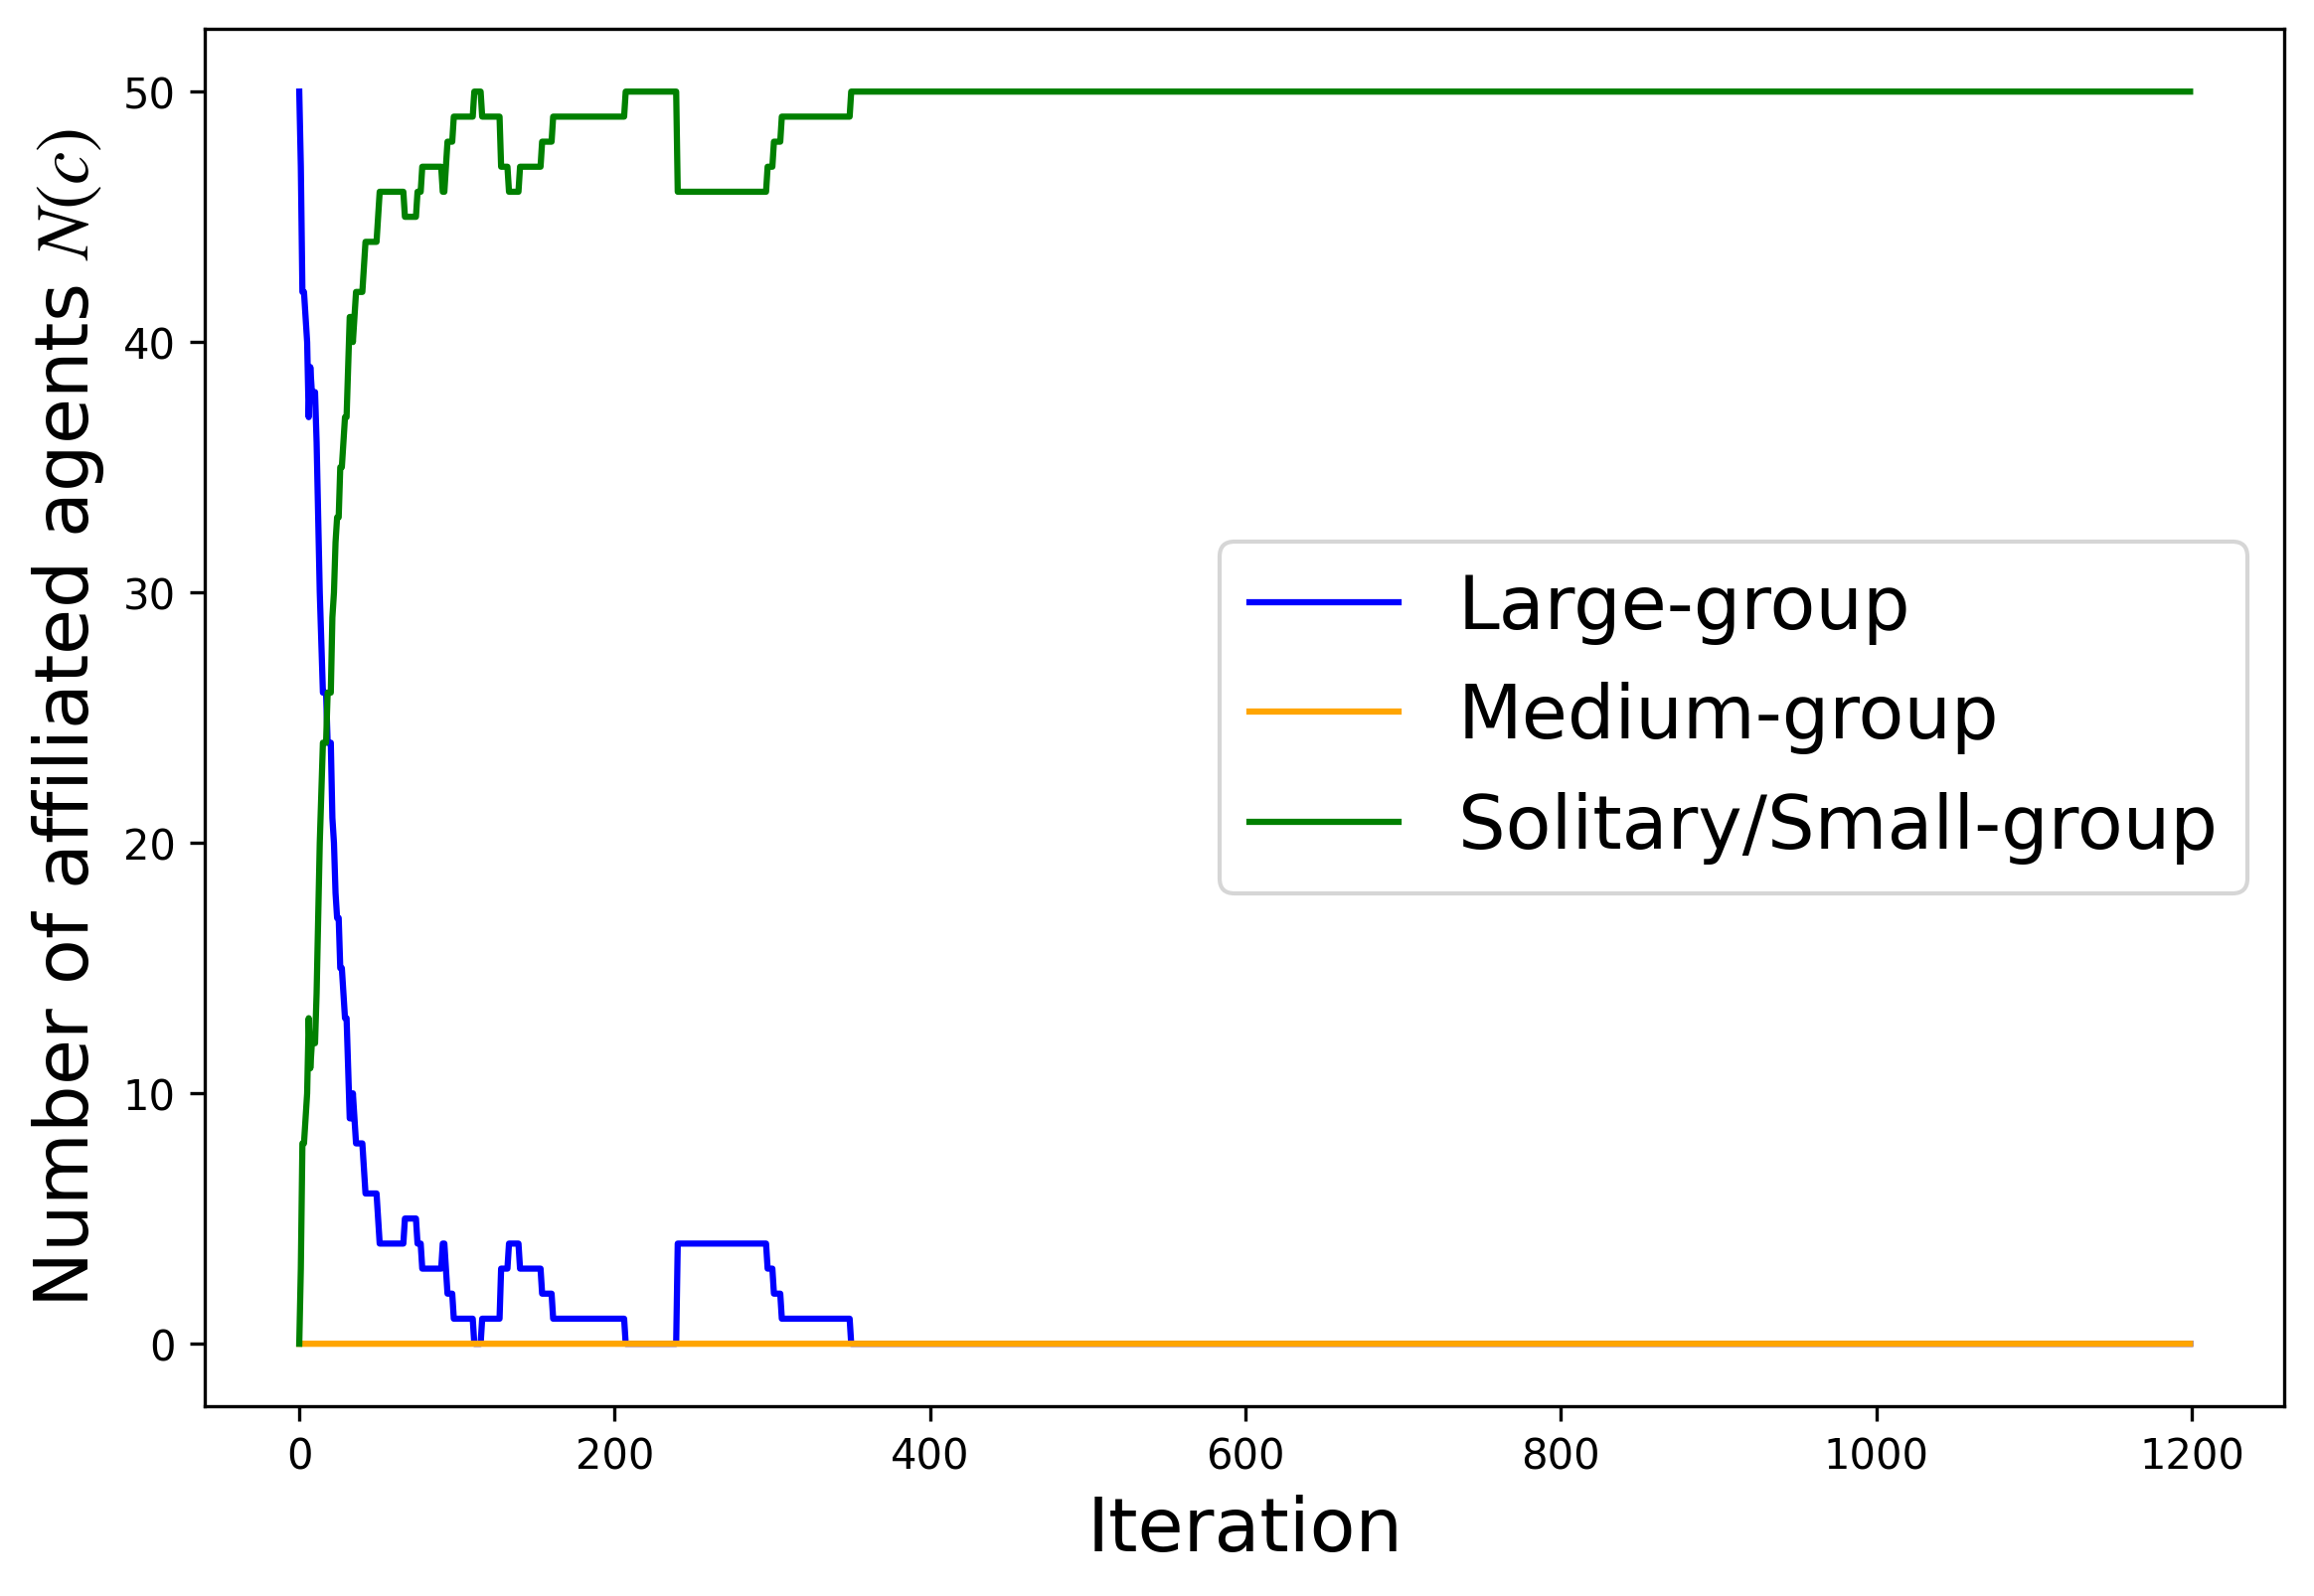 Number of affiliated agents N(c)
50
40
30
20
10
0
Large-group
Medium-group
Solitary/Small-group
0 200 400 600 800 1000 1200
Iteration